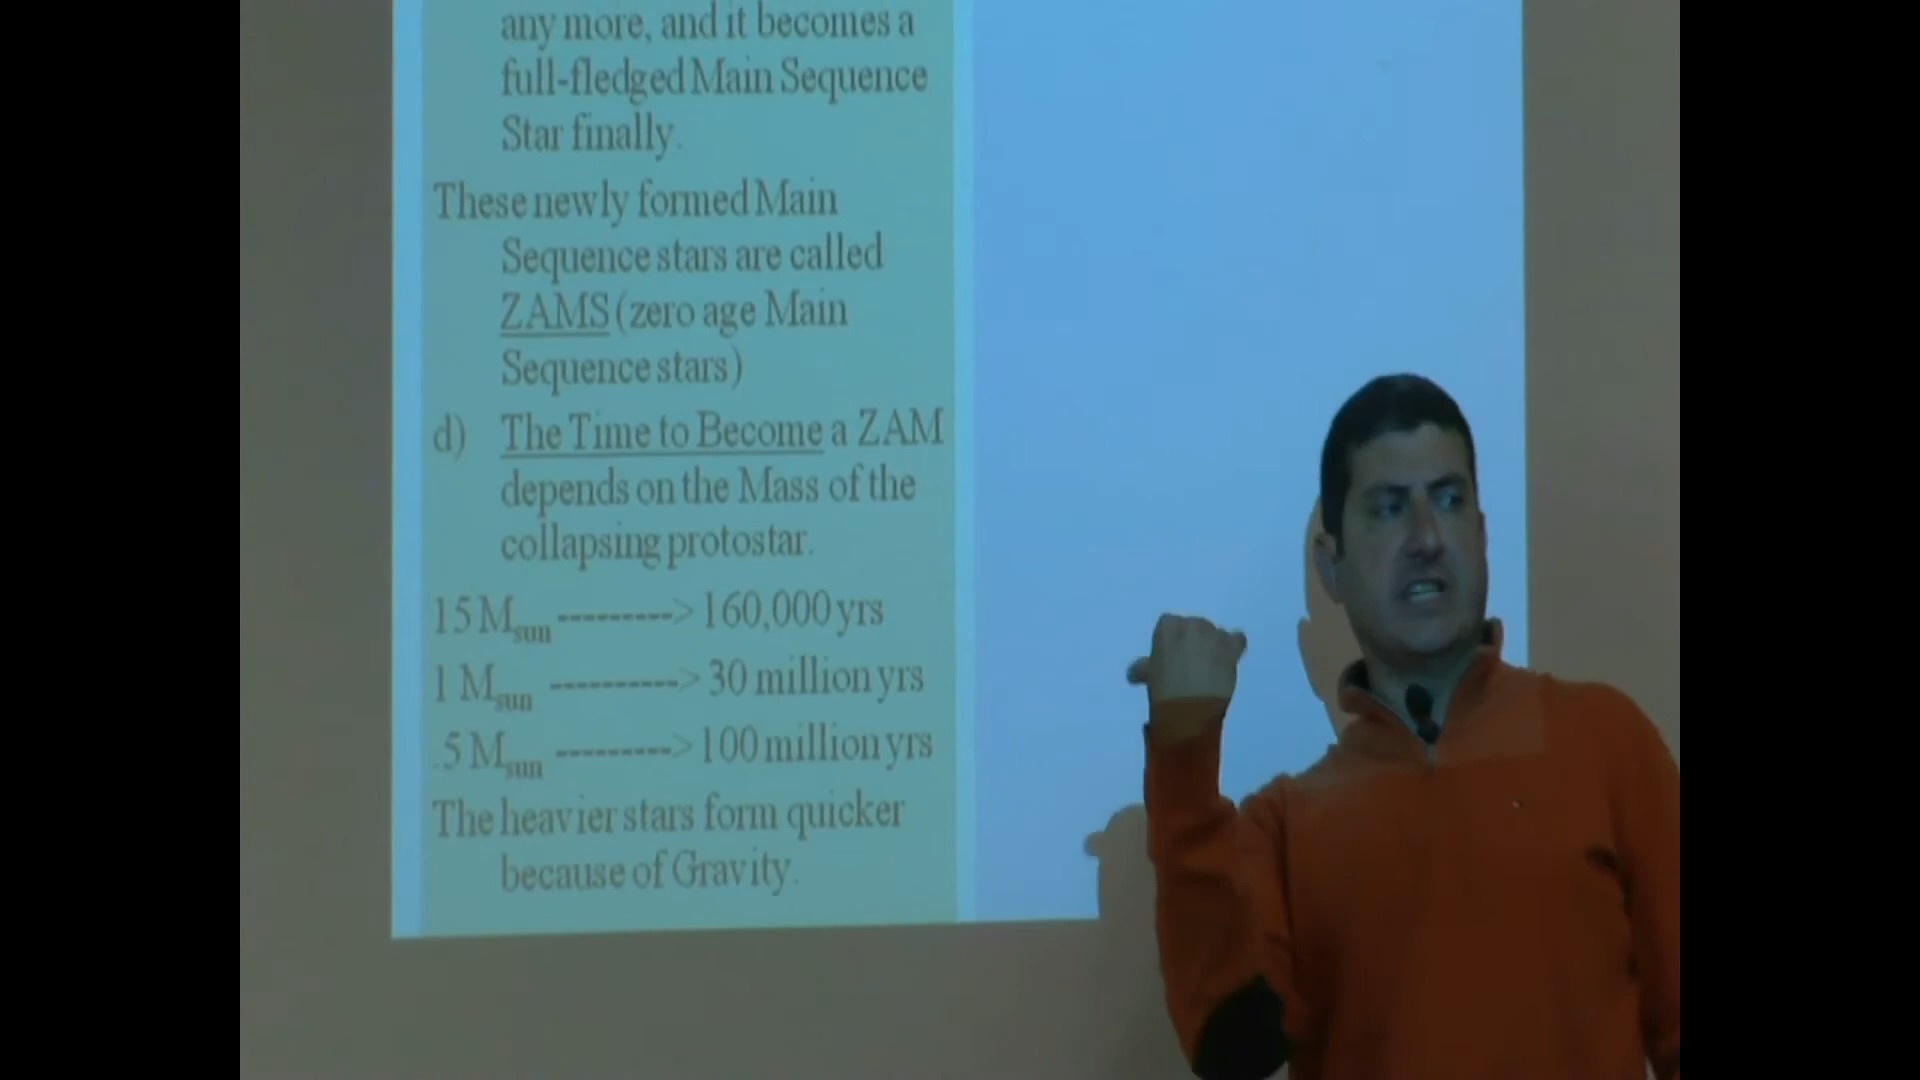 any more, and it becomes a
full-fledged Main Sequence
Star finally.
These newly formed Main
Sequence stars are called
ZAMS (zero age Main
Sequence stars)
d) The Time to Become a ZAM
depends on the Mass of the
collapsing protostar.
15 Msun ---------> 160,000 yrs
1 Msun ----------> 30 million yrs
.5 Msun ---------> 100 million yrs
The heavier stars form quicker
because of Gravity.